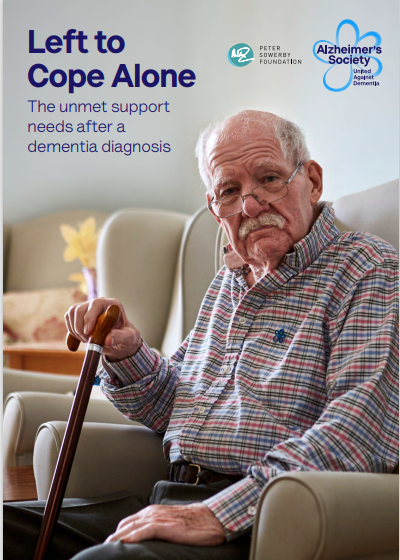 Left to
Cope Alone
The unmet support
needs after a
dementia diagnosis
PETER
SOWERBY
FOUNDATION
Alzheimer's
Society
United
Against
Dementia